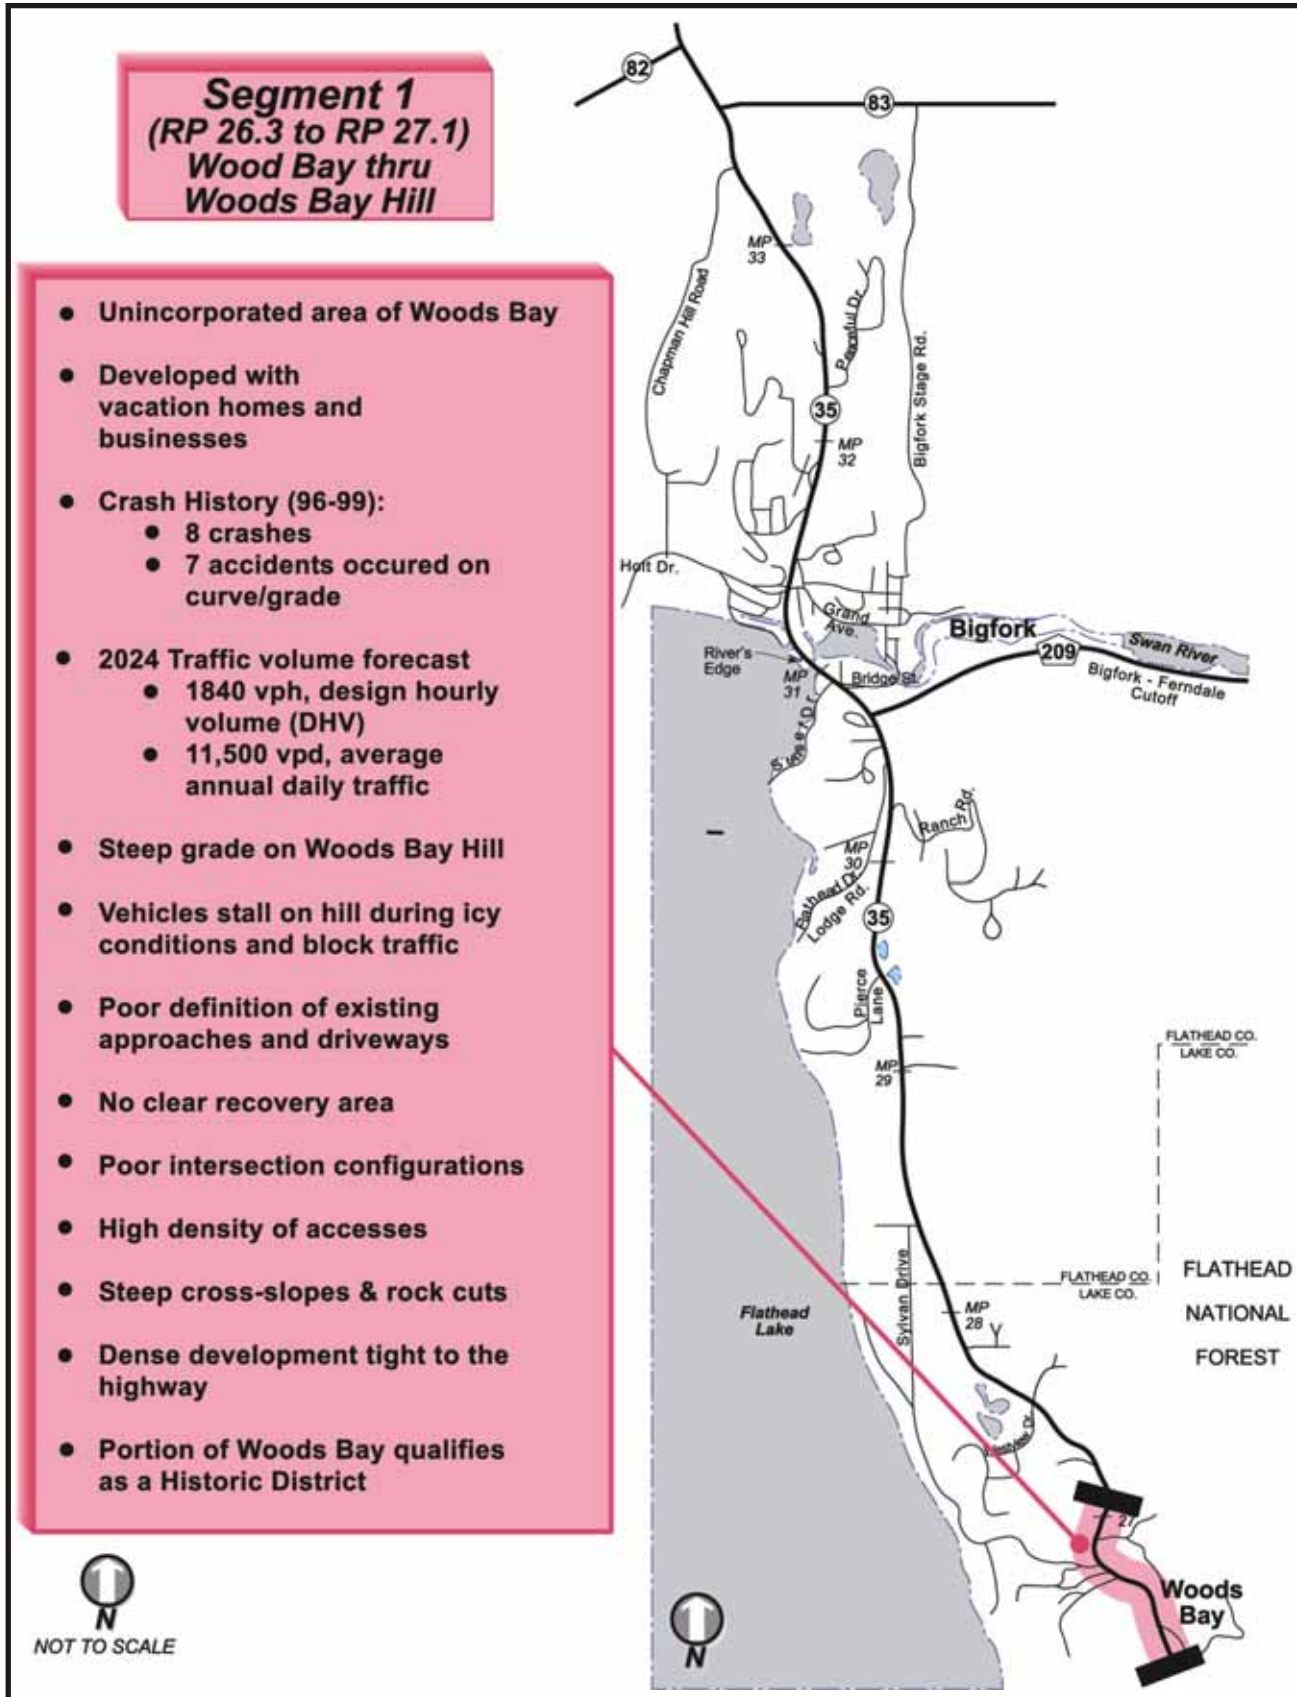 Segment 1
(RP 26.3 to RP 27.1)
Wood Bay thru
Woods Bay Hill
● Unincorporated area of Woods Bay
● Developed with
vacation homes and
businesses
● Crash History (96-99):
● 8 crashes
● 7 accidents occured on
curve/grade
● 2024 Traffic volume forecast
● 1840 vph, design hourly
volume (DHV)
● 11,500 vpd, average
annual daily traffic
● Steep grade on Woods Bay Hill
● Vehicles stall on hill during icy
conditions and block traffic
● Poor definition of existing
approaches and driveways
● No clear recovery area
● Poor intersection configurations
● High density of accesses
● Steep cross-slopes & rock cuts
● Dense development tight to the
highway
● Portion of Woods Bay qualifies
as a Historic District
N
NOT TO SCALE
82
83
MP
33
Chapman Hill Road
Peaceful Dr.
Bigfork Stage Rd.
35
MP
32
Holt Dr.
Grand
Ave.
Bigfork
Swan River
209
River's
Edge
MP
31
Bridge St.
Bigfork - Ferndale
Cutoff
Sunset Dr.
Ranch Rd.
MP
30
Flathead Dr.
Lodge Rd.
35
Pierce
Lane
FLATHEAD CO.
LAKE CO.
MP
29
Sylvan Drive
FLATHEAD CO.
LAKE CO.
FLATHEAD
NATIONAL
FOREST
Flathead
Lake
MP
28
27
Woods
Bay
N